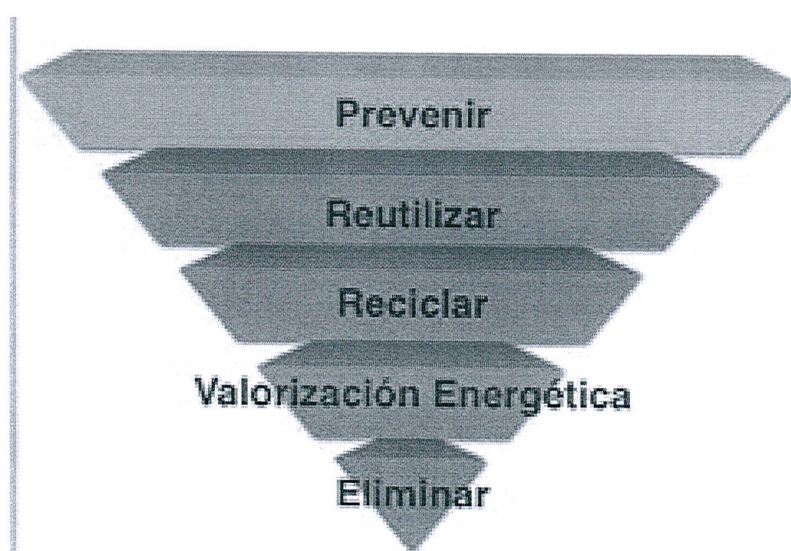 Prevenir
Reutilizar
Reciclar
Valorización Energética
Eliminar